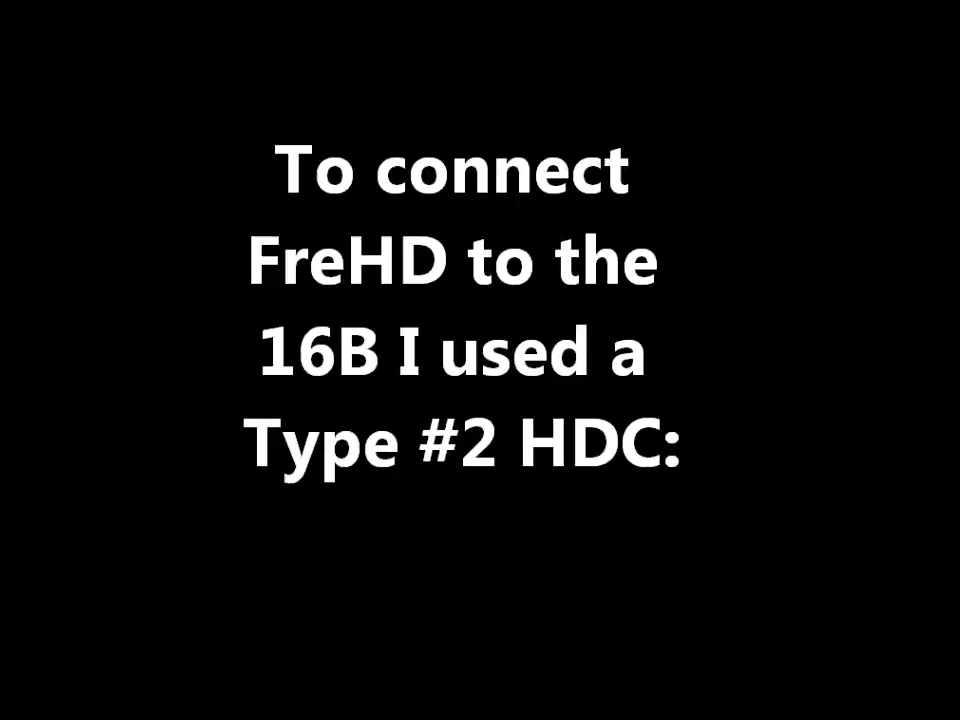 To connect
FreHD to the
16B I used a
Type #2 HDC: